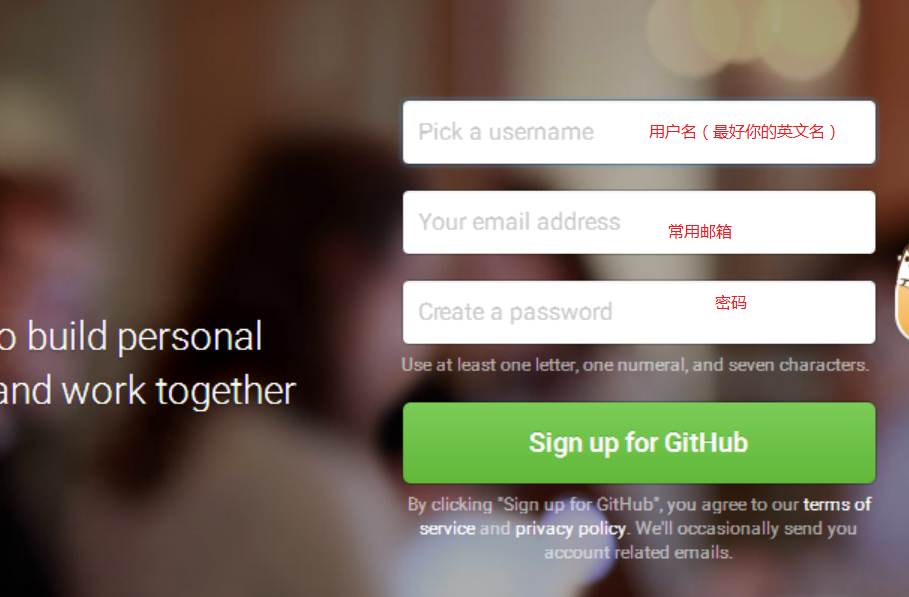 Pick a username 用户名（最好你的英文名）
Your email address 常用邮箱
Create a password 密码
Use at least one letter, one numeral, and seven characters.
o build personal
and work together
Sign up for GitHub
By clicking "Sign up for GitHub", you agree to our terms of
service and privacy policy. We'll occasionally send you
account related emails.